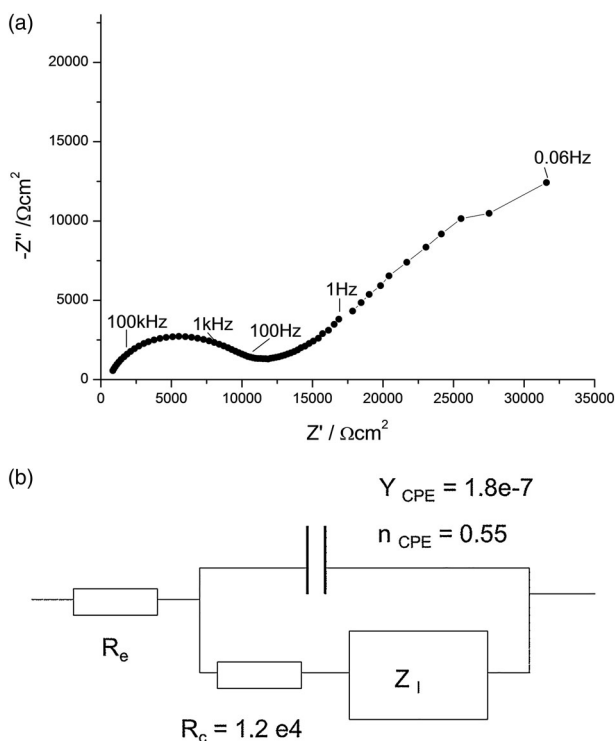 (a)
20000
15000
10000
5000
0
-Z'' /Ωcm²
0.06Hz
1Hz
100kHz
1kHz
100Hz
0 5000 10000 15000 20000 25000 30000 35000
Z' / Ωcm²
(b)
Y CPE = 1.8e-7
n CPE = 0.55
Re
Z I
Rc = 1.2 e4